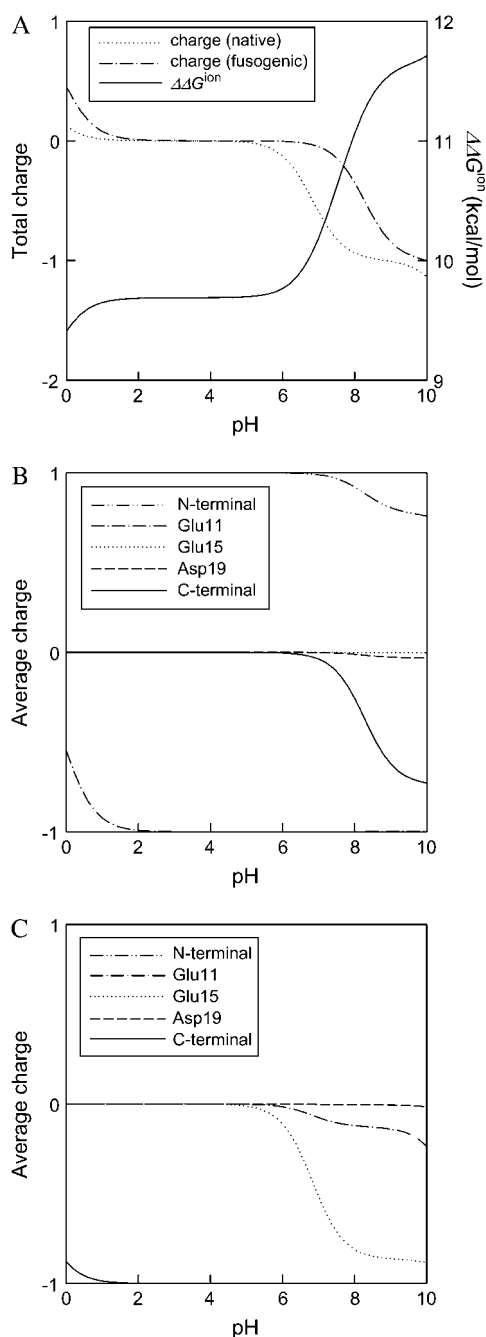 A
1
0
-1
-2
Total charge
charge (native)
charge (fusogenic)
ΔΔG^ion
12
11
10
9
ΔΔG^ion (kcal/mol)
0 2 4 6 8 10
pH
B
1
0
-1
Average charge
N-terminal
Glu11
Glu15
Asp19
C-terminal
0 2 4 6 8 10
pH
C
1
0
-1
Average charge
N-terminal
Glu11
Glu15
Asp19
C-terminal
0 2 4 6 8 10
pH